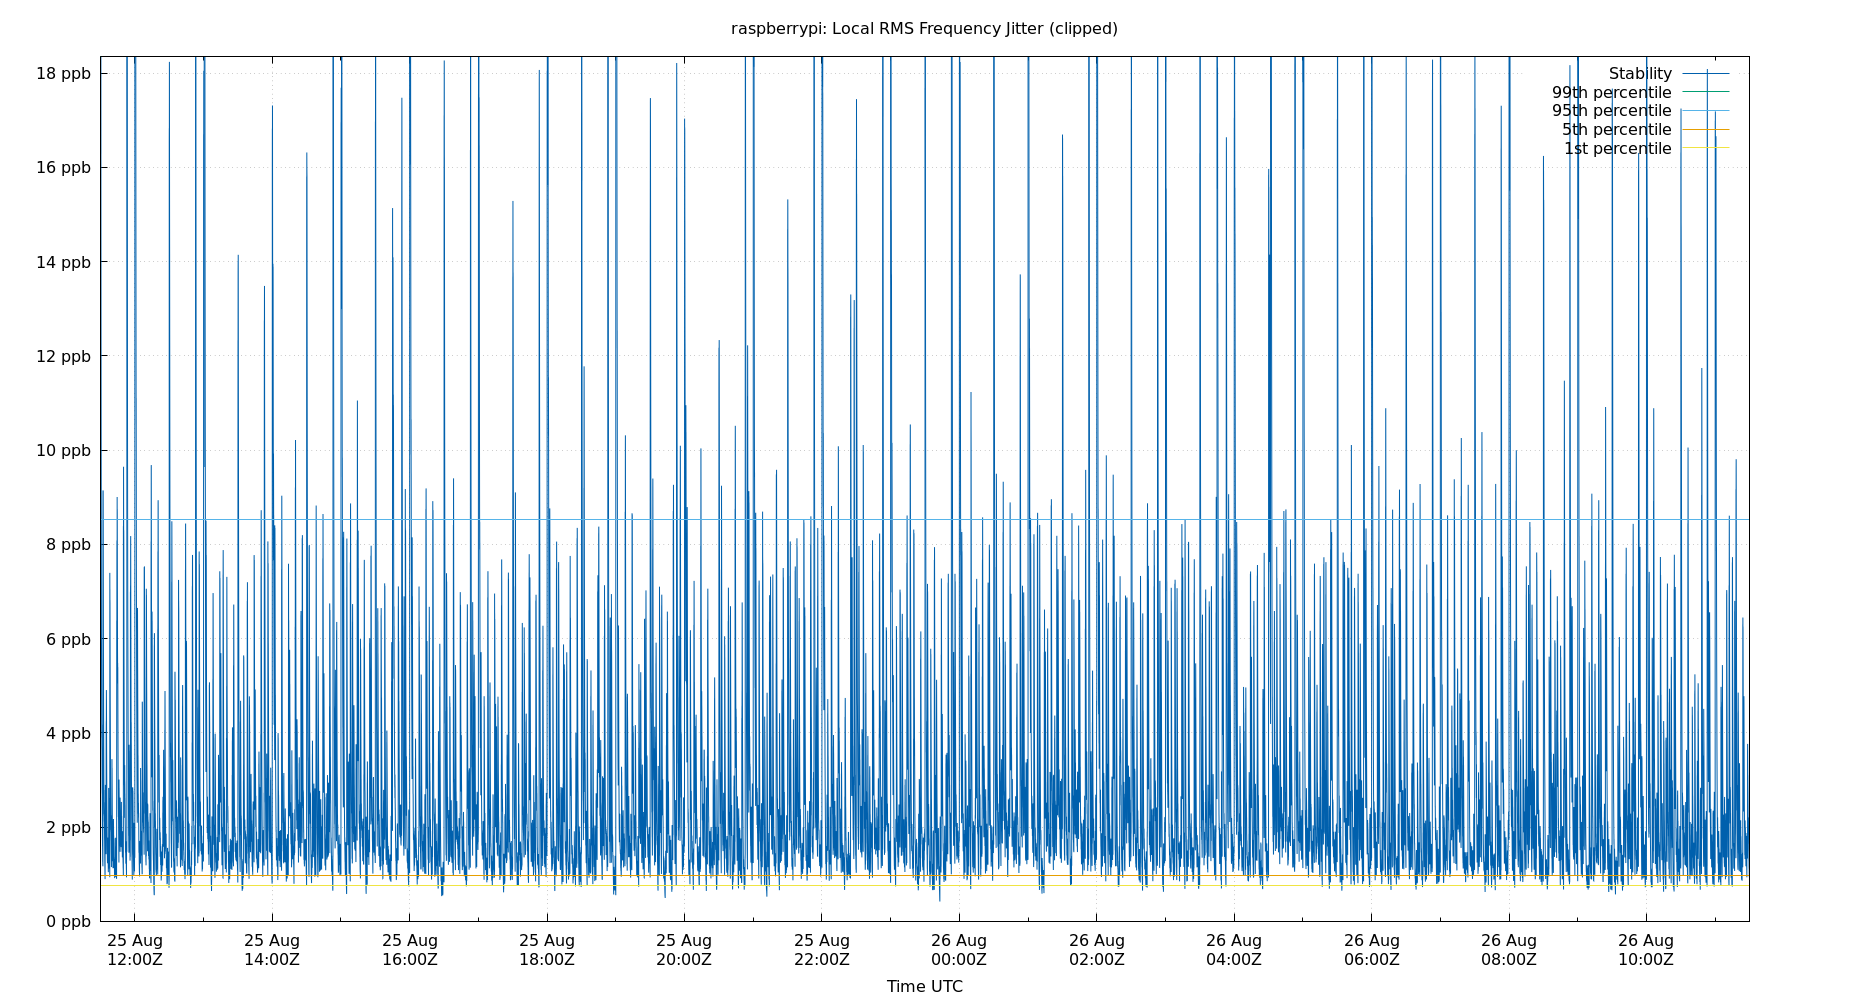 raspberrypi: Local RMS Frequency Jitter (clipped)
18 ppb
16 ppb
14 ppb
12 ppb
10 ppb
8 ppb
6 ppb
4 ppb
2 ppb
0 ppb
Stability
99th percentile
95th percentile
5th percentile
1st percentile
25 Aug 25 Aug 25 Aug 25 Aug 25 Aug 25 Aug 26 Aug 26 Aug 26 Aug 26 Aug 26 Aug 26 Aug
12:00Z 14:00Z 16:00Z 18:00Z 20:00Z 22:00Z 00:00Z 02:00Z 04:00Z 06:00Z 08:00Z 10:00Z
Time UTC